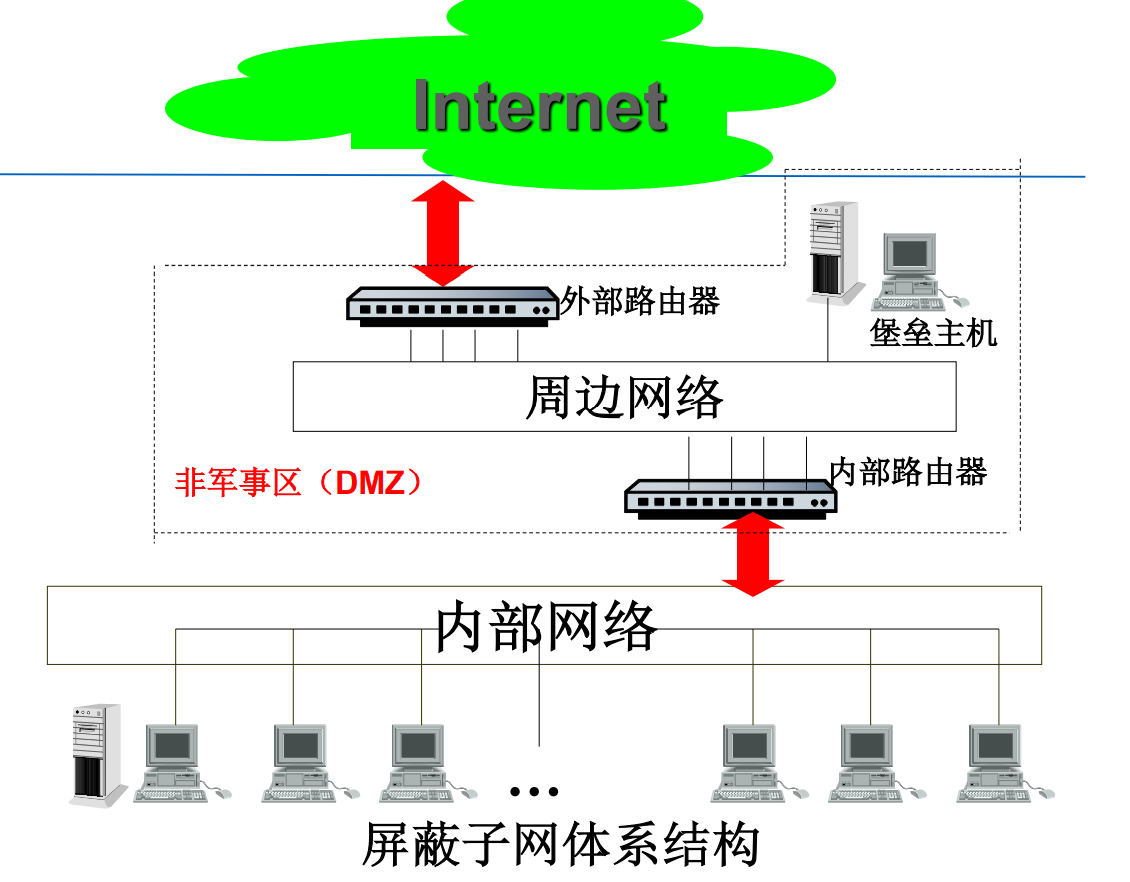 Internet
外部路由器
堡垒主机
周边网络
内部路由器
非军事区（DMZ）
内部网络
...
屏蔽子网体系结构